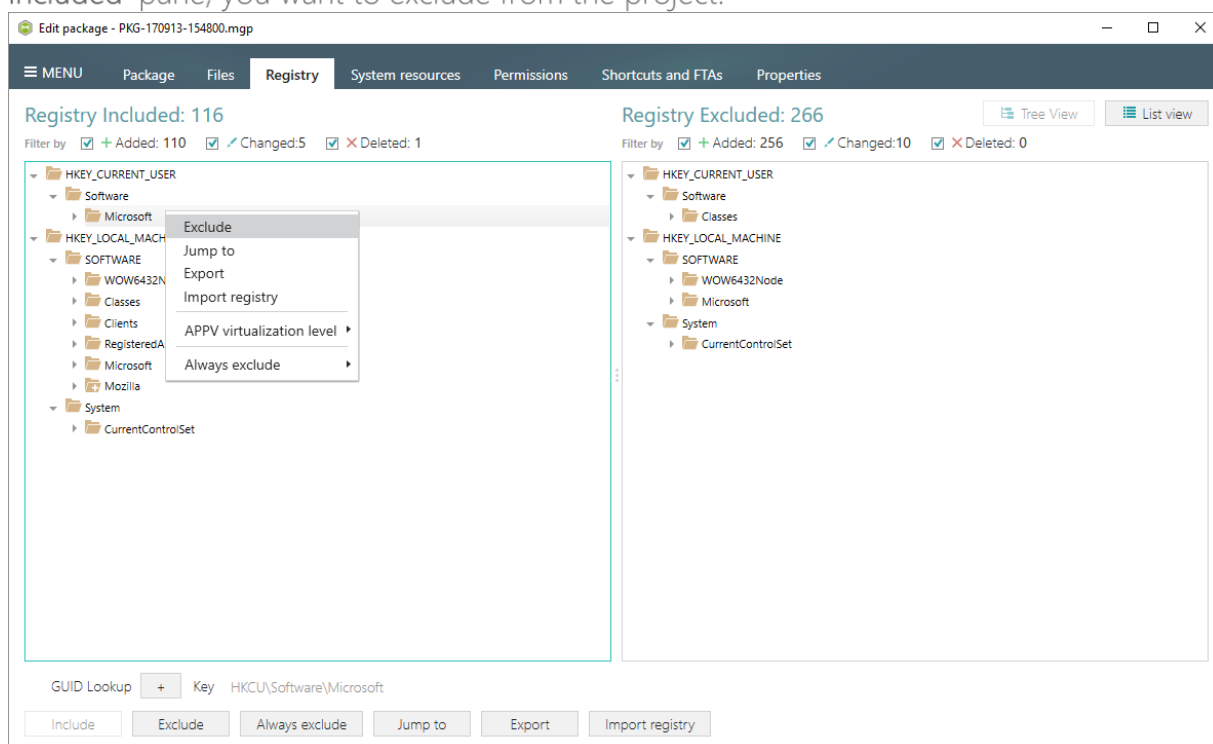 included' pane, you want to exclude from the project.
Edit package - PKG-170913-154800.mgp
MENU Package Files Registry System resources Permissions Shortcuts and FTAs Properties
Registry Included: 116
Filter by + Added: 110 Changed:5 Deleted: 1
HKEY_CURRENT_USER
Software
Microsoft
HKEY_LOCAL_MACH
SOFTWARE
WOW6432N
Classes
Clients
RegisteredA
Microsoft
Mozilla
System
CurrentControlSet
Exclude
Jump to
Export
Import registry
APPV virtualization level
Always exclude
Registry Excluded: 266
Tree View List view
Filter by + Added: 256 Changed:10 Deleted: 0
HKEY_CURRENT_USER
Software
Classes
HKEY_LOCAL_MACHINE
SOFTWARE
WOW6432Node
Microsoft
System
CurrentControlSet
GUID Lookup + Key HKCU\Software\Microsoft
Include Exclude Always exclude Jump to Export Import registry